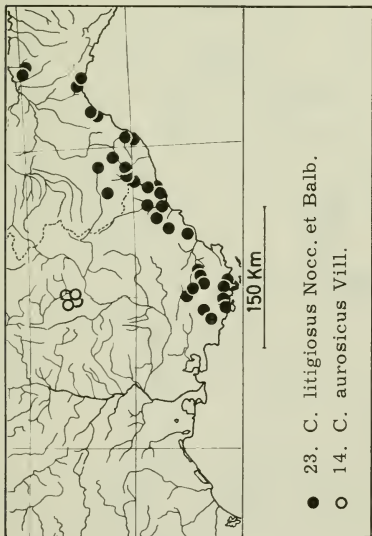 150 Km
● 23. C. litigiosus Nocc. et Balb.
○ 14. C. aurosicus Vill.